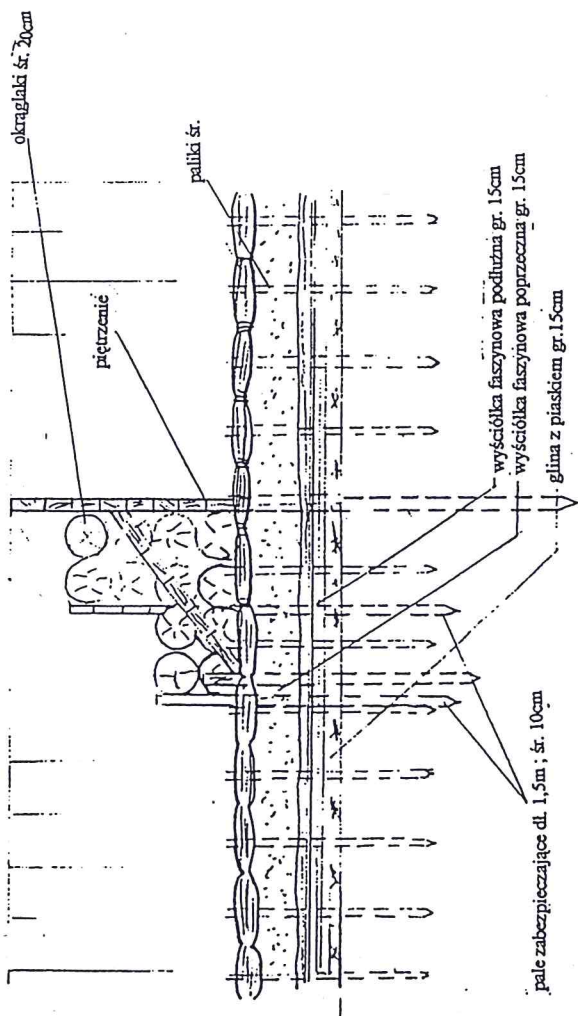 okrąglaki śr. 20cm
paliki śr.
piętrzenie
wyściółka faszynowa podłużna gr. 15cm
wyściółka faszynowa poprzeczna gr. 15cm
glina z piaskiem gr.15cm
pale zabezpieczające dł. 1,5m ; śr. 10cm